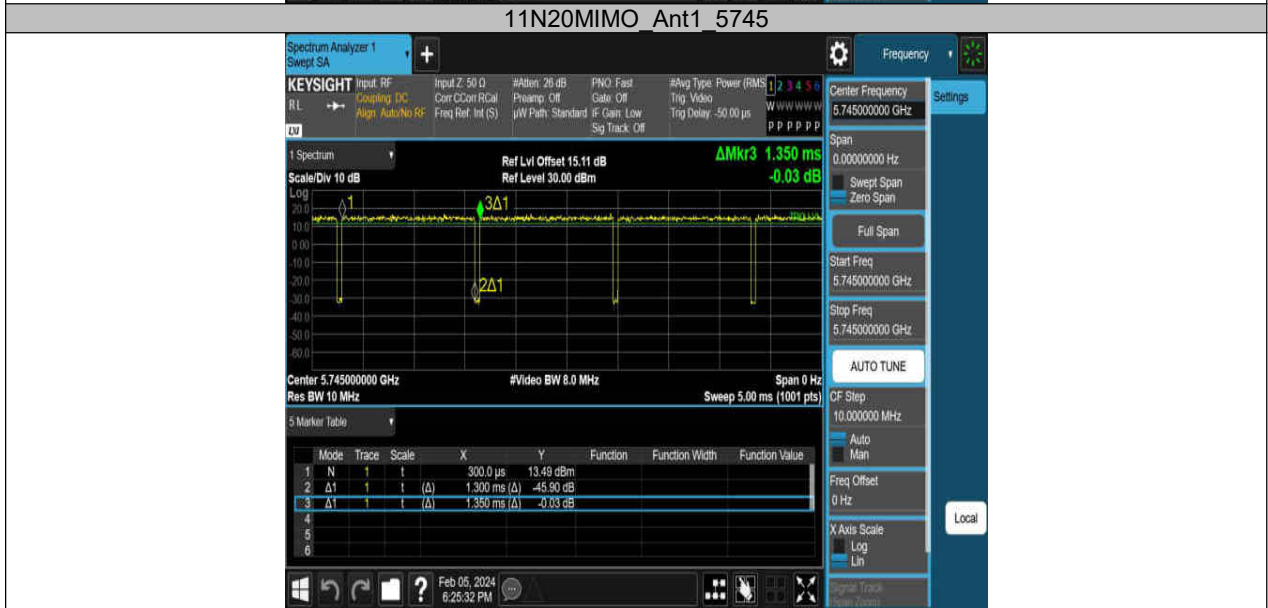 11N20MIMO_Ant1_5745
Spectrum Analyzer 1
Swept SA
+
Frequency
KEYSIGHT
RL
LXI
Input: RF
Coupling: DC
Align: Auto/No RF
Input Z: 50 Ω
Corr CCorr RCal
Freq Ref: Int (S)
#Atten: 26 dB
Preamp: Off
µW Path: Standard
PNO: Fast
Gate: Off
IF Gain: Low
Sig Track: Off
#Avg Type: Power (RMS
Trig: Video
Trig Delay: -50.00 µs
1 2 3 4 5 6
W W W W W W
P P P P P P
Center Frequency
5.745000000 GHz
Settings
1 Spectrum
Scale/Div 10 dB
Ref Lvl Offset 15.11 dB
Ref Level 30.00 dBm
ΔMkr3 1.350 ms
-0.03 dB
Span
0.00000000 Hz
Swept Span
Zero Span
Full Span
Log
20.0
10.0
0.00
-10.0
-20.0
-30.0
-40.0
-50.0
-60.0
1
3Δ1
2Δ1
Start Freq
5.745000000 GHz
Stop Freq
5.745000000 GHz
AUTO TUNE
Center 5.745000000 GHz
#Video BW 8.0 MHz
Span 0 Hz
Res BW 10 MHz
Sweep 5.00 ms (1001 pts)
CF Step
10.000000 MHz
Auto
Man
5 Marker Table
Mode Trace Scale X Y Function Function Width Function Value
1 N 1 t 300.0 µs 13.49 dBm
2 Δ1 1 t (Δ) 1.300 ms (Δ) -45.90 dB
3 Δ1 1 t (Δ) 1.350 ms (Δ) -0.03 dB
4
5
6
Freq Offset
0 Hz
X Axis Scale
Log
Lin
Local
Signal Track
(Span Zoom)
?
Feb 05, 2024
6:25:32 PM